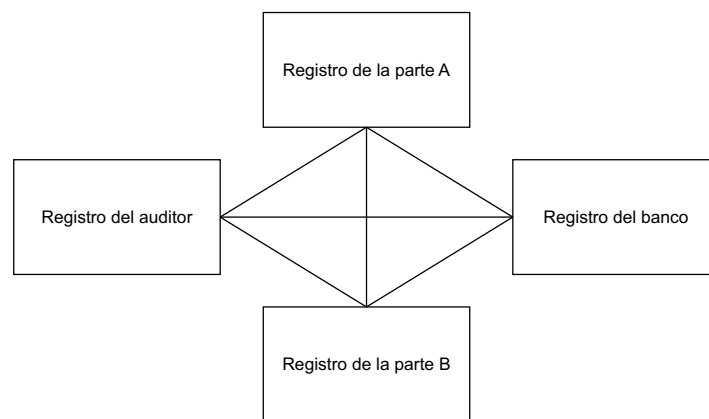 Registro de la parte A
Registro del auditor
Registro del banco
Registro de la parte B